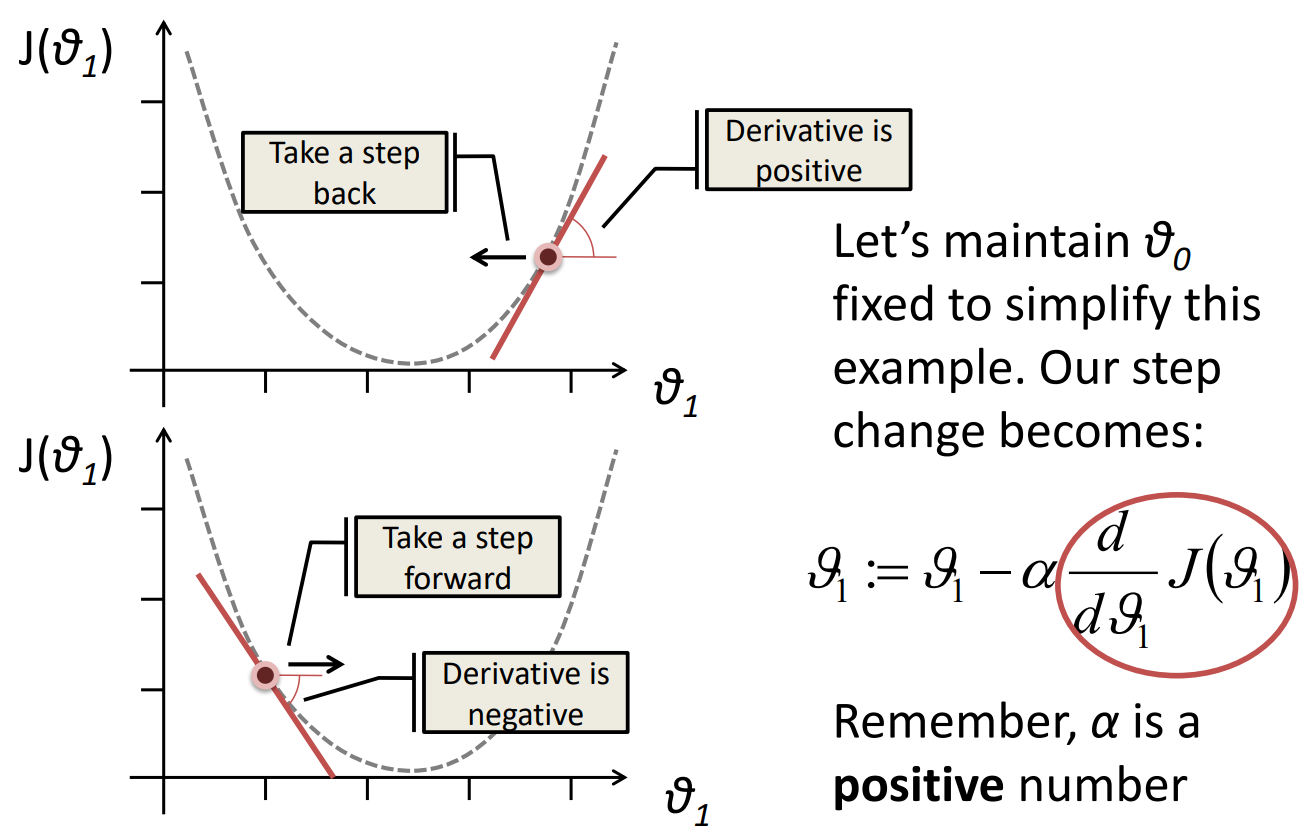 J(ϑ₁)
Take a step
back
Derivative is
positive
ϑ₁
J(ϑ₁)
Take a step
forward
Derivative is
negative
ϑ₁
Let’s maintain ϑ₀
fixed to simplify this
example. Our step
change becomes:
ϑ₁ := ϑ₁ − α d/dϑ₁ J(ϑ₁)
Remember, α is a
positive number